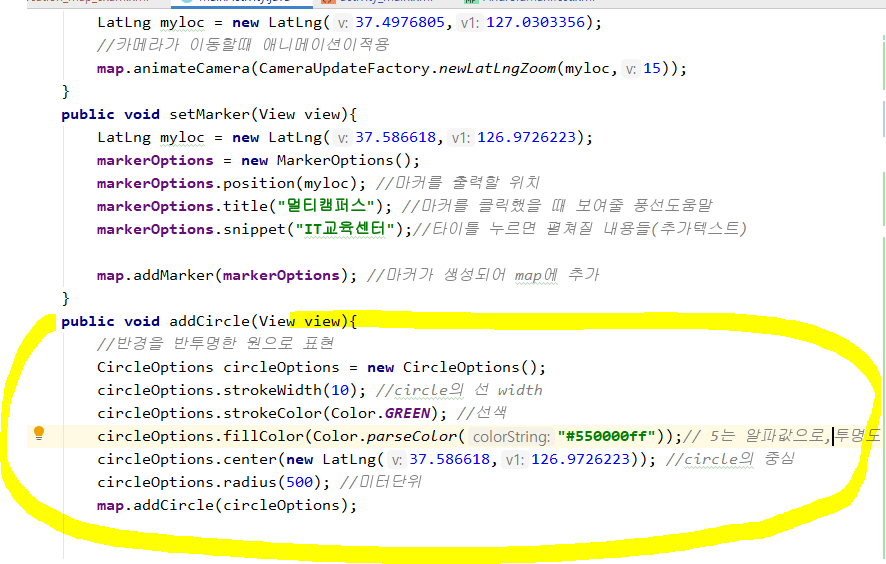 LatLng myloc = new LatLng( v: 37.4976805, v1: 127.0303356);
//카메라가 이동할때 애니메이션이적용
map.animateCamera(CameraUpdateFactory.newLatLngZoom(myloc, v: 15));
}
public void setMarker(View view){
LatLng myloc = new LatLng( v: 37.586618, v1: 126.9726223);
markerOptions = new MarkerOptions();
markerOptions.position(myloc); //마커를 출력할 위치
markerOptions.title("멀티캠퍼스"); //마커를 클릭했을 때 보여줄 풍선도움말
markerOptions.snippet("IT교육센터");//타이틀 누르면 펼쳐질 내용들(추가텍스트)
map.addMarker(markerOptions); //마커가 생성되어 map에 추가
}
public void addCircle(View view){
//반경을 반투명한 원으로 표현
CircleOptions circleOptions = new CircleOptions();
circleOptions.strokeWidth(10); //circle의 선 width
circleOptions.strokeColor(Color.GREEN); //선색
circleOptions.fillColor(Color.parseColor( colorString: "#550000ff"));// 5는 알파값으로,투명도
circleOptions.center(new LatLng( v: 37.586618, v1: 126.9726223)); //circle의 중심
circleOptions.radius(500); //미터단위
map.addCircle(circleOptions);